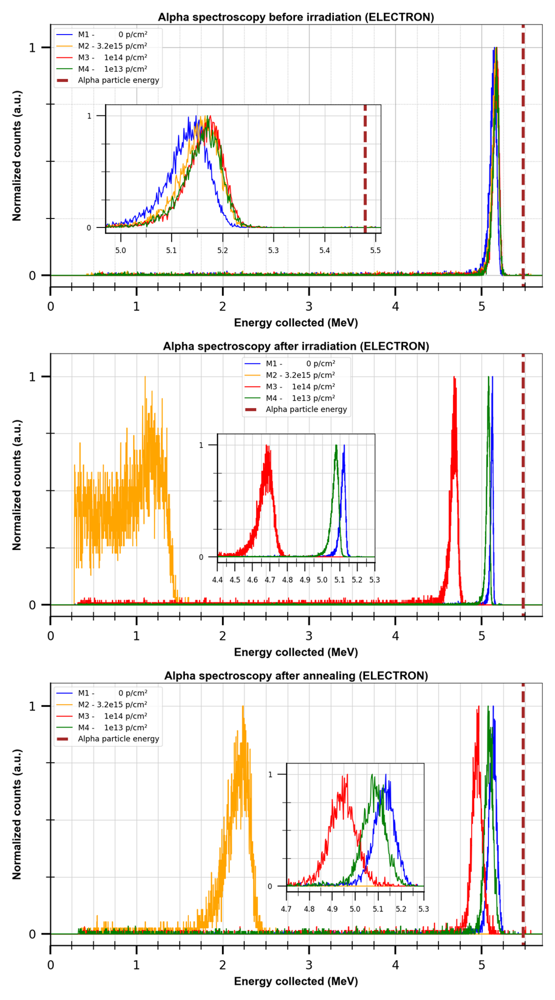 Alpha spectroscopy before irradiation (ELECTRON)
M1 - 0 p/cm²
M2 - 3.2e15 p/cm²
M3 - 1e14 p/cm²
M4 - 1e13 p/cm²
Alpha particle energy
Normalized counts (a.u.)
1
0
1
0
5.0 5.1 5.2 5.3 5.4 5.5
0 1 2 3 4 5
Energy collected (MeV)
Alpha spectroscopy after irradiation (ELECTRON)
M1 - 0 p/cm²
M2 - 3.2e15 p/cm²
M3 - 1e14 p/cm²
M4 - 1e13 p/cm²
Alpha particle energy
Normalized counts (a.u.)
1
0
1
0
4.4 4.5 4.6 4.7 4.8 4.9 5.0 5.1 5.2 5.3
0 1 2 3 4 5
Energy collected (MeV)
Alpha spectroscopy after annealing (ELECTRON)
M1 - 0 p/cm²
M2 - 3.2e15 p/cm²
M3 - 1e14 p/cm²
M4 - 1e13 p/cm²
Alpha particle energy
Normalized counts (a.u.)
1
0
1
0
4.7 4.8 4.9 5.0 5.1 5.2 5.3
0 1 2 3 4 5
Energy collected (MeV)